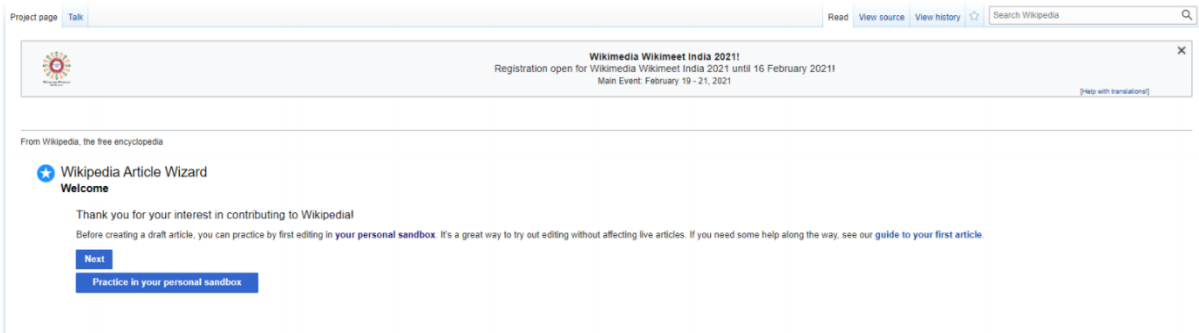 Project page Talk Read View source View history Search Wikipedia
Wikimedia Wikimeet India 2021!
Registration open for Wikimedia Wikimeet India 2021 until 16 February 2021!
Main Event: February 19 - 21, 2021
[Help with translations!]
From Wikipedia, the free encyclopedia
Wikipedia Article Wizard
Welcome
Thank you for your interest in contributing to Wikipedia!
Before creating a draft article, you can practice by first editing in your personal sandbox. It's a great way to try out editing without affecting live articles. If you need some help along the way, see our guide to your first article.
Next
Practice in your personal sandbox